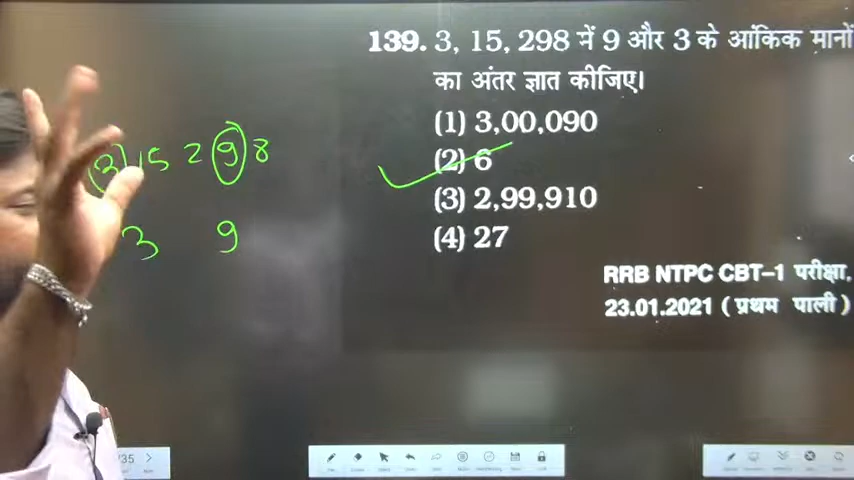 139. 3, 15, 298 में 9 और 3 के आंकिक मानों
का अंतर ज्ञात कीजिए।
(1) 3,00,090
(2) 6
(3) 2,99,910
(4) 27
RRB NTPC CBT–1 परीक्षा,
23.01.2021 (प्रथम पाली)
3 15 2 9 8
3 9